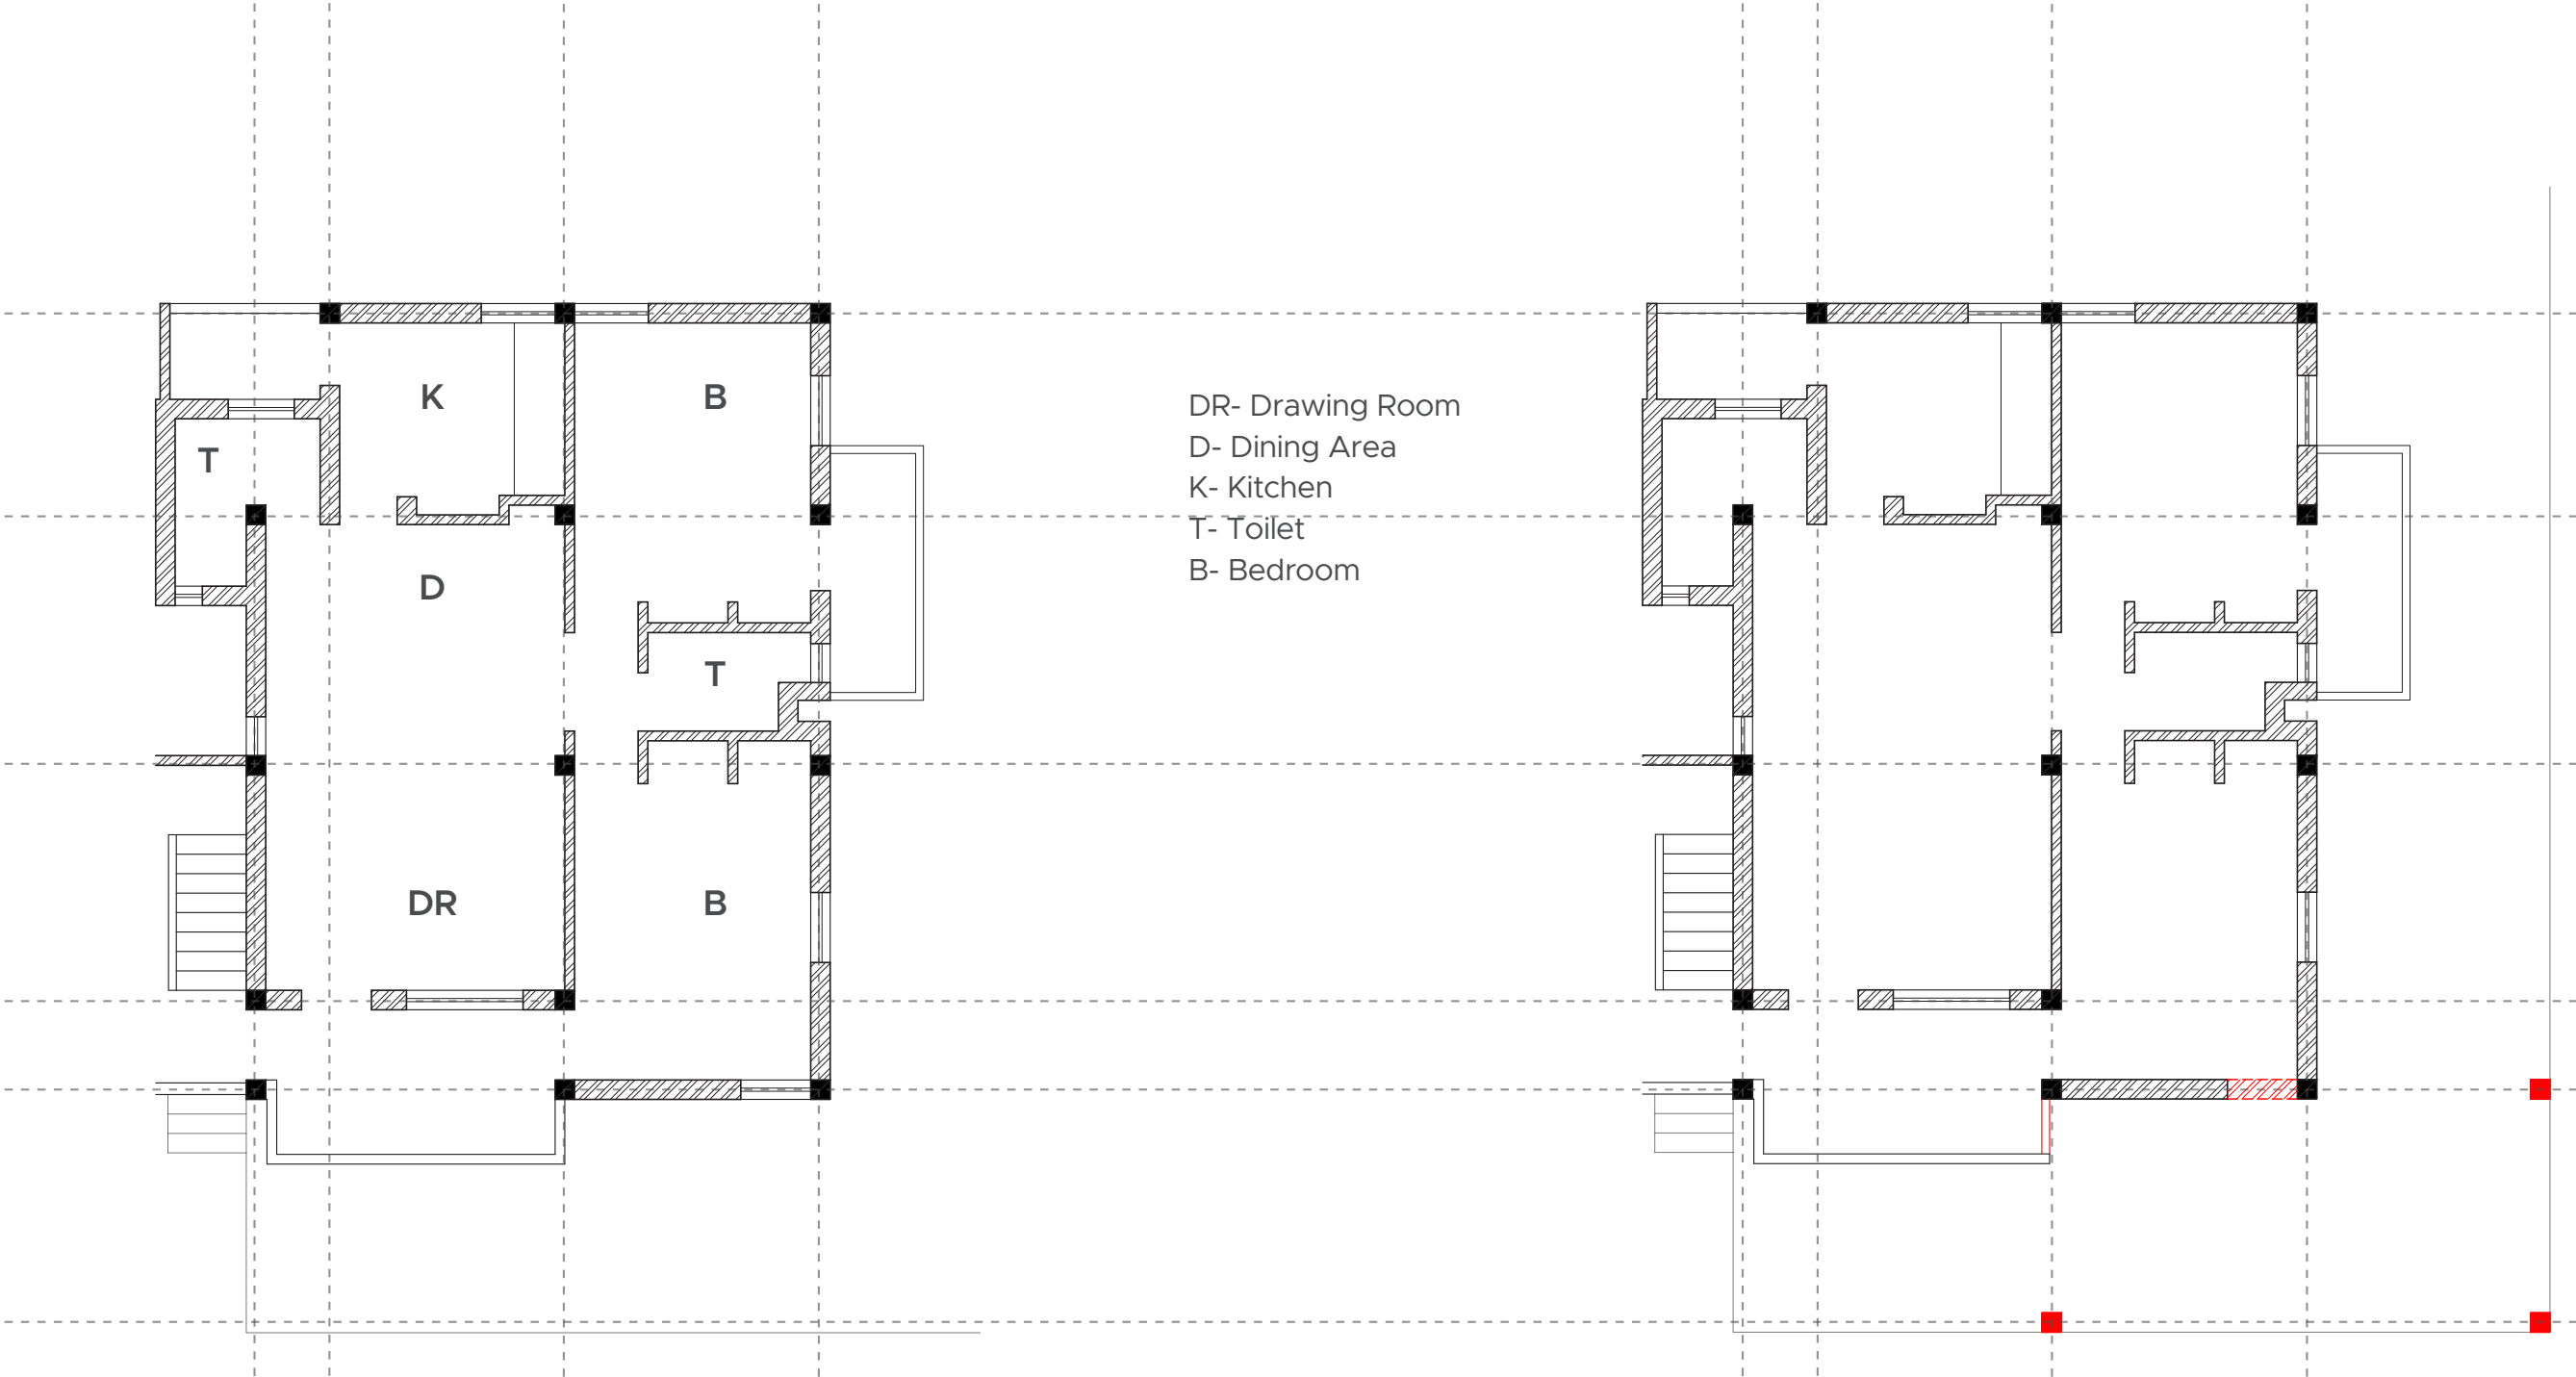 K
B
T
D
T
DR
B
DR- Drawing Room
D- Dining Area
K- Kitchen
T- Toilet
B- Bedroom